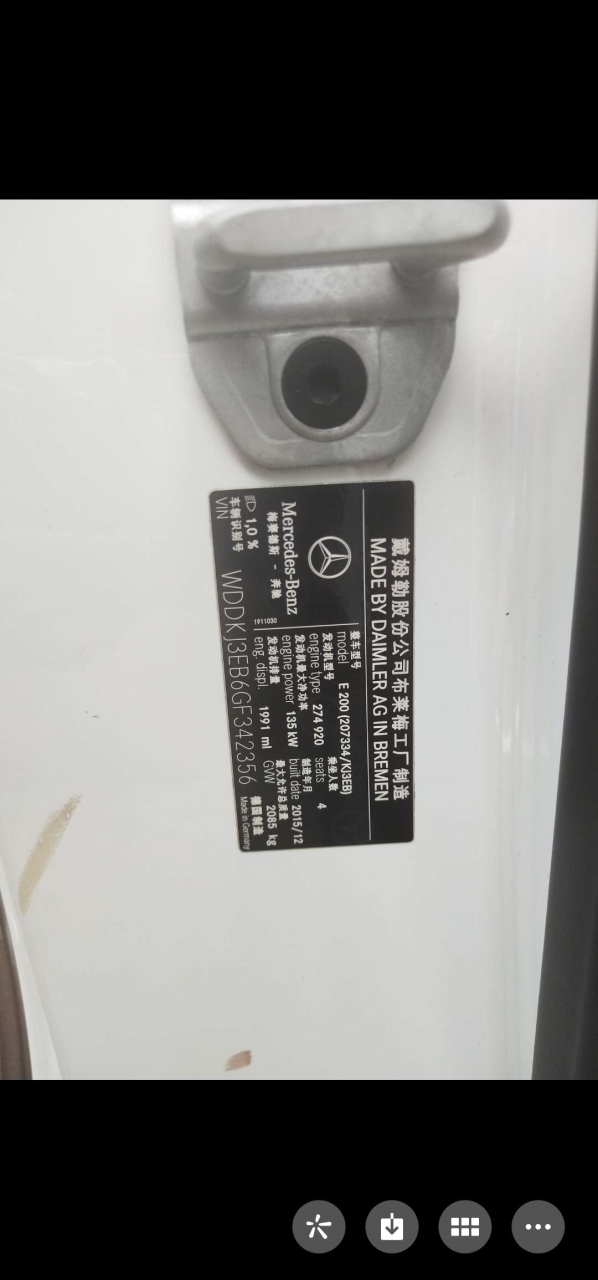 戴姆勒股份公司布莱梅工厂制造
MADE BY DAIMLER AG IN BREMEN
Mercedes-Benz
梅赛德斯 - 奔驰
1,0 %
1911030
整车型号
model E 200 (207334/KJ3EB)
发动机型号 乘坐人数
engine type 274 920 seats 4
发动机最大净功率 制造年月
engine power 135 kW built date 2015/12
发动机排量 最大允许总质量
eng. displ. 1991 ml GVW 2085 kg
车辆识别号
VIN WDDKJ3EB6GF342356
德国制造
Made in Germany